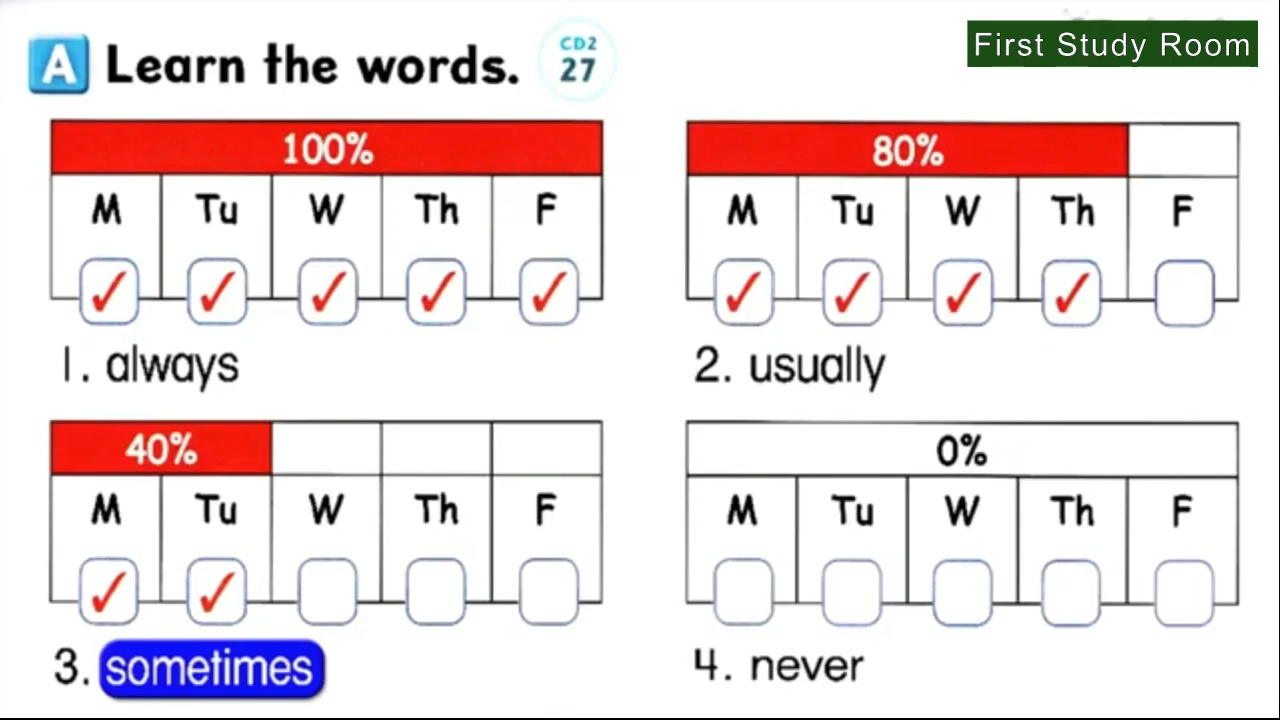 First Study Room
A Learn the words. CD2 27
100%
M Tu W Th F
1. always
80%
M Tu W Th F
2. usually
40%
M Tu W Th F
3. sometimes
0%
M Tu W Th F
4. never